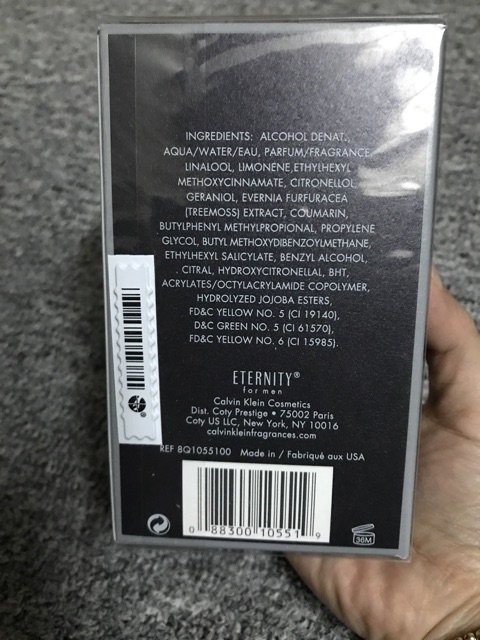 INGREDIENTS: ALCOHOL DENAT.
AQUA/WATER/EAU, PARFUM/FRAGRANCE,
LINALOOL, LIMONENE,ETHYLHEXYL
METHOXYCINNAMATE, CITRONELLOL,
GERANIOL, EVERNIA FURFURACEA
(TREEMOSS) EXTRACT, COUMARIN,
BUTYLPHENYL METHYLPROPIONAL, PROPYLENE
GLYCOL, BUTYL METHOXYDIBENZOYLMETHANE,
ETHYLHEXYL SALICYLATE, BENZYL ALCOHOL,
CITRAL, HYDROXYCITRONELLAL, BHT,
ACRYLATES/OCTYLACRYLAMIDE COPOLYMER,
HYDROLYZED JOJOBA ESTERS,
FD&C YELLOW NO. 5 (CI 19140),
D&C GREEN NO. 5 (CI 61570),
FD&C YELLOW NO. 6 (CI 15985).
ETERNITY®
for men
Calvin Klein Cosmetics
Dist. Coty Prestige • 75002 Paris
Coty US LLC, New York, NY 10016
calvinkleinfragrances.com
REF 8Q1055100 Made in / Fabriqué aux USA
0 88300 10551 9
36M